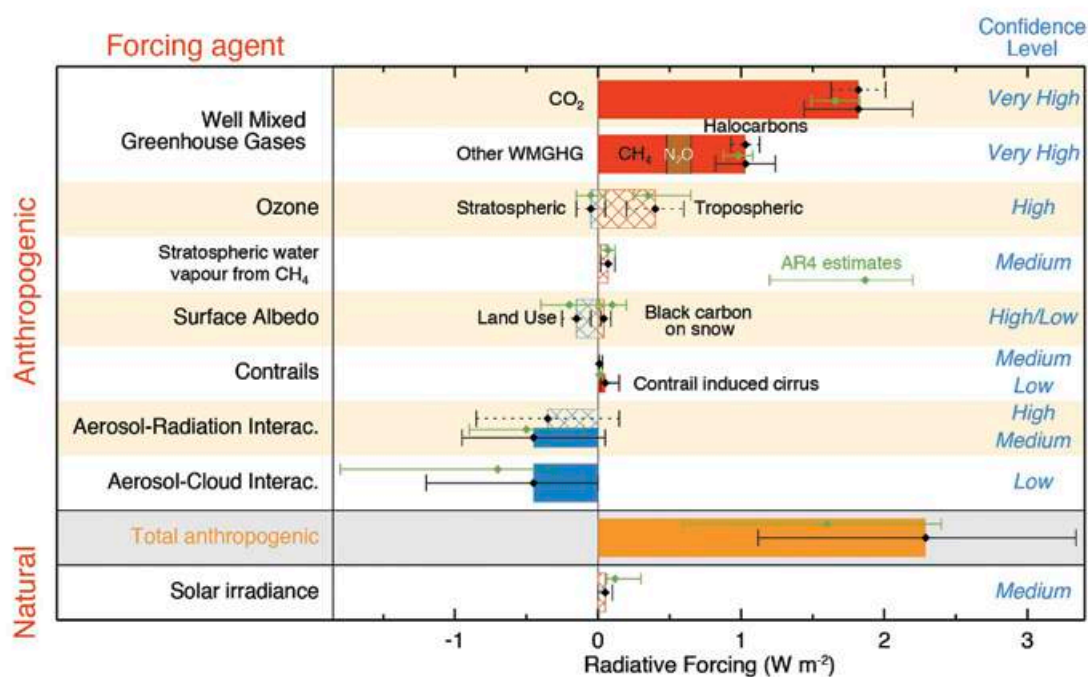 Forcing agent
Confidence
Level
Anthropogenic
Well Mixed
Greenhouse Gases
CO₂
Very High
Other WMGHG
CH₄
N₂O
Halocarbons
Very High
Ozone
Stratospheric
Tropospheric
High
Stratospheric water
vapour from CH₄
AR4 estimates
Medium
Surface Albedo
Land Use
Black carbon
on snow
High/Low
Contrails
Contrail induced cirrus
Medium
Low
Aerosol-Radiation Interac.
High
Medium
Aerosol-Cloud Interac.
Low
Total anthropogenic
Natural
Solar irradiance
Medium
-1 0 1 2 3
Radiative Forcing (W m⁻²)